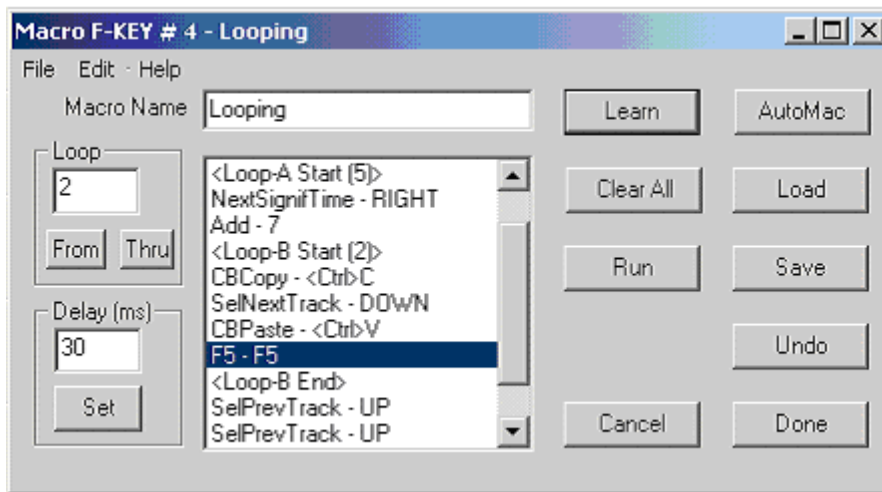 Macro F-KEY # 4 - Looping
File Edit - Help
Macro Name
Looping
Learn
AutoMac
Loop
2
From
Thru
<Loop-A Start (5)>
NextSignifTime - RIGHT
Add - 7
<Loop-B Start (2)>
CBCopy - <Ctrl>C
SelNextTrack - DOWN
CBPaste - <Ctrl>V
F5 - F5
<Loop-B End>
SelPrevTrack - UP
SelPrevTrack - UP
Clear All
Load
Run
Save
Delay (ms)
30
Set
Undo
Cancel
Done